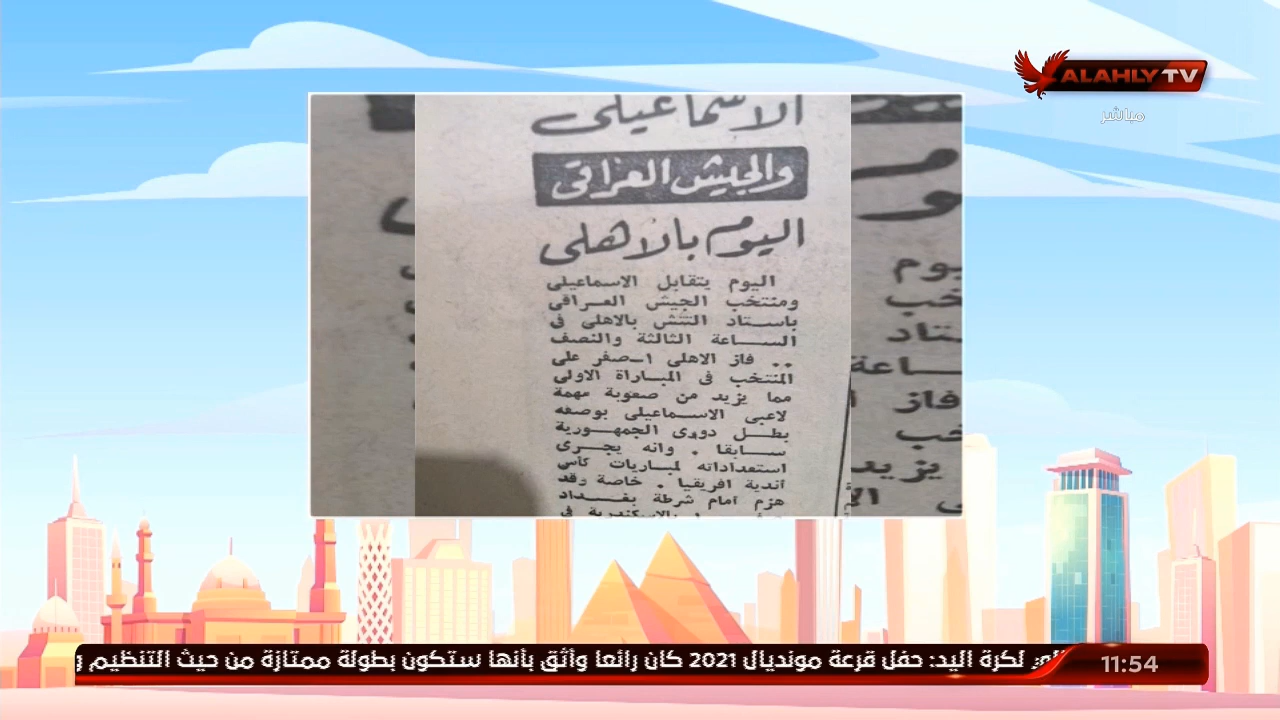 ALAHLY TV
مباشر
الاسماعيلى
والجيش العراقى
اليوم بالاهلى
اليوم يتقابل الاسماعيلى
ومنتخب الجيش العراقى
باستاد التتش بالاهلى فى
الساعة الثالثة والنصف
.. فاز الاهلى ١-صفر على
المنتخب فى المباراة الاولى
مما يزيد من صعوبة مهمة
لاعبى الاسماعيلى بوصفه
بطل دورى الجمهورية
سابقا . وانه يجرى
استعداداته لمباريات كأس
أندية افريقيا . خاصة وقد
هزم أمام شرطة بغداد
بالاسكندرية فى
لكرة اليد: حفل قرعة مونديال 2021 كان رائعا وأثق بأنها ستكون بطولة ممتازة من حيث التنظيم و
11:54